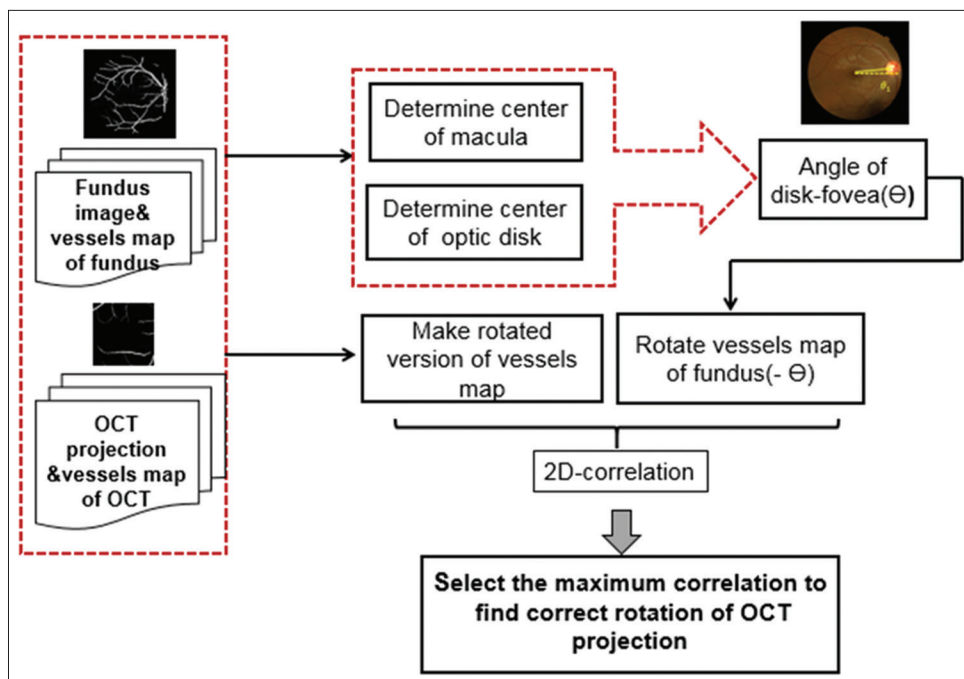 Fundus
image&
vessels map
of fundus
OCT
projection
&vessels map
of OCT
Determine center
of macula
Determine center
of optic disk
θ₁
Angle of
disk-fovea(Ѳ)
Make rotated
version of vessels
map
Rotate vessels map
of fundus(- Ѳ)
2D-correlation
Select the maximum correlation to
find correct rotation of OCT
projection